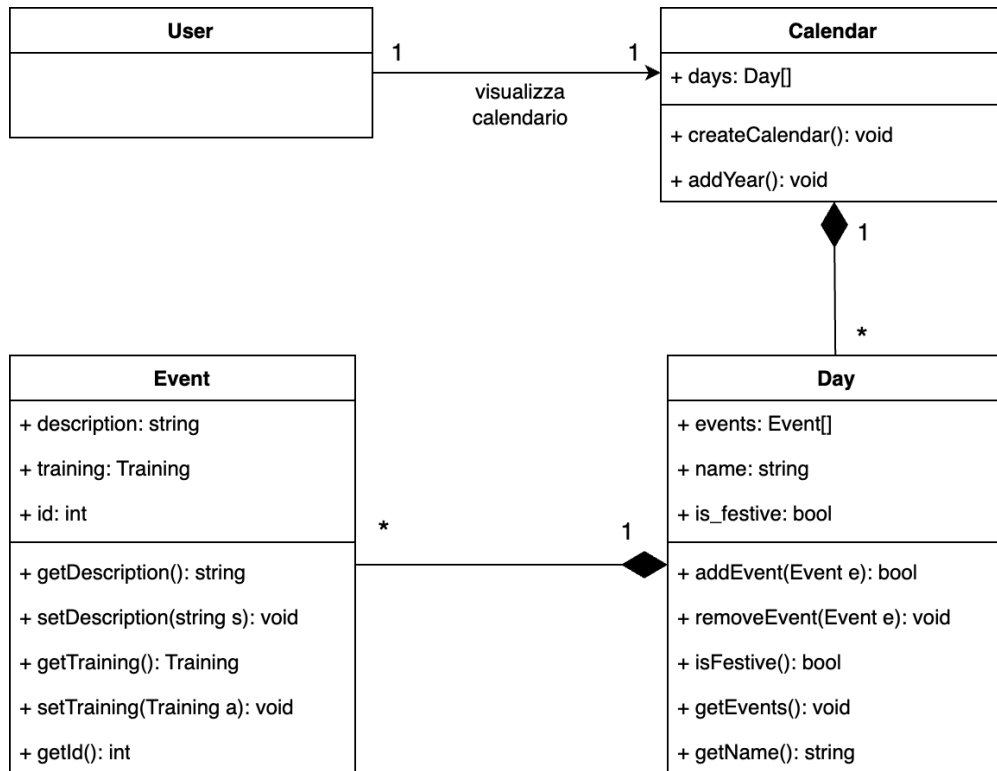 User
Calendar
1
1
visualizza
calendario
+ days: Day[]
+ createCalendar(): void
+ addYear(): void
1
*
Event
+ description: string
+ training: Training
+ id: int
+ getDescription(): string
+ setDescription(string s): void
+ getTraining(): Training
+ setTraining(Training a): void
+ getId(): int
*
1
Day
+ events: Event[]
+ name: string
+ is_festive: bool
+ addEvent(Event e): bool
+ removeEvent(Event e): void
+ isFestive(): bool
+ getEvents(): void
+ getName(): string